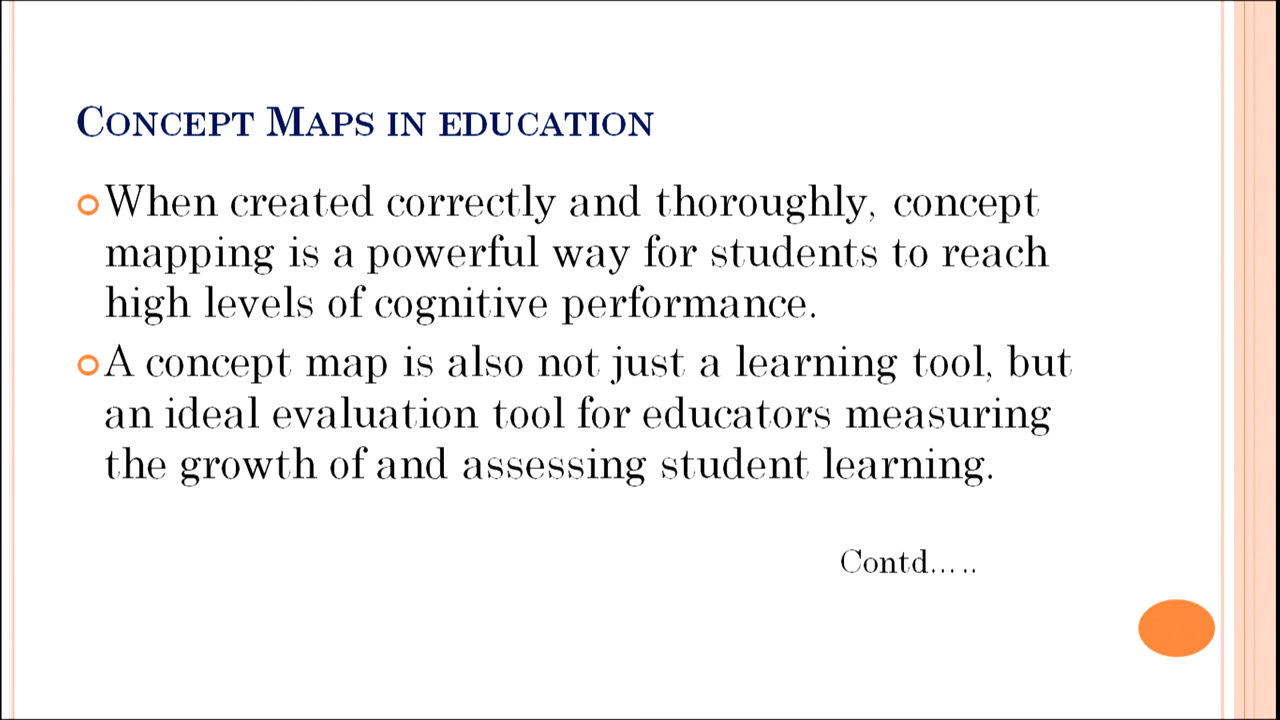 Concept Maps in education
When created correctly and thoroughly, concept
mapping is a powerful way for students to reach
high levels of cognitive performance.
A concept map is also not just a learning tool, but
an ideal evaluation tool for educators measuring
the growth of and assessing student learning.
Contd.....